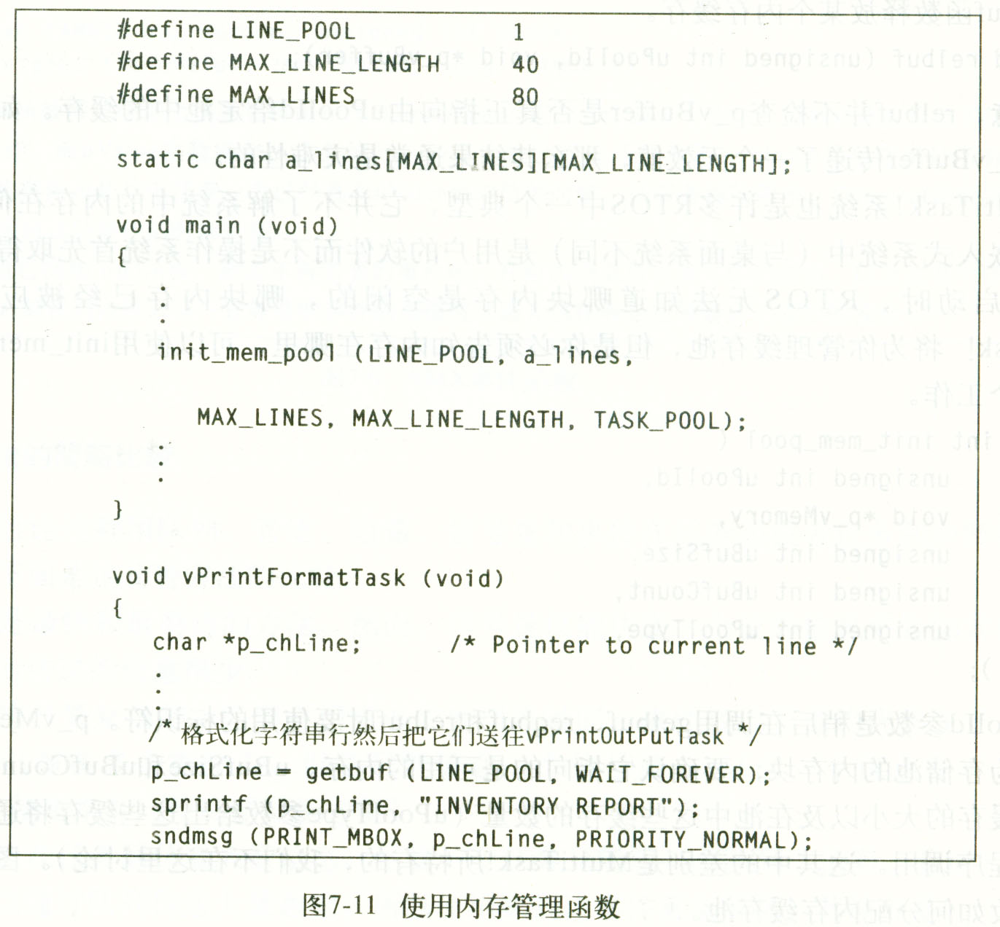 #define LINE_POOL 1
#define MAX_LINE_LENGTH 40
#define MAX_LINES 80
static char a_lines[MAX_LINES][MAX_LINE_LENGTH];
void main (void)
{
.
.
.
init_mem_pool (LINE_POOL, a_lines,
MAX_LINES, MAX_LINE_LENGTH, TASK_POOL);
.
.
.
}
void vPrintFormatTask (void)
{
char *p_chLine; /* Pointer to current line */
.
.
.
/* 格式化字符串行然后把它们送往vPrintOutPutTask */
p_chLine = getbuf (LINE_POOL, WAIT_FOREVER);
sprintf (p_chLine, "INVENTORY REPORT");
sndmsg (PRINT_MBOX, p_chLine, PRIORITY_NORMAL);
图7-11 使用内存管理函数